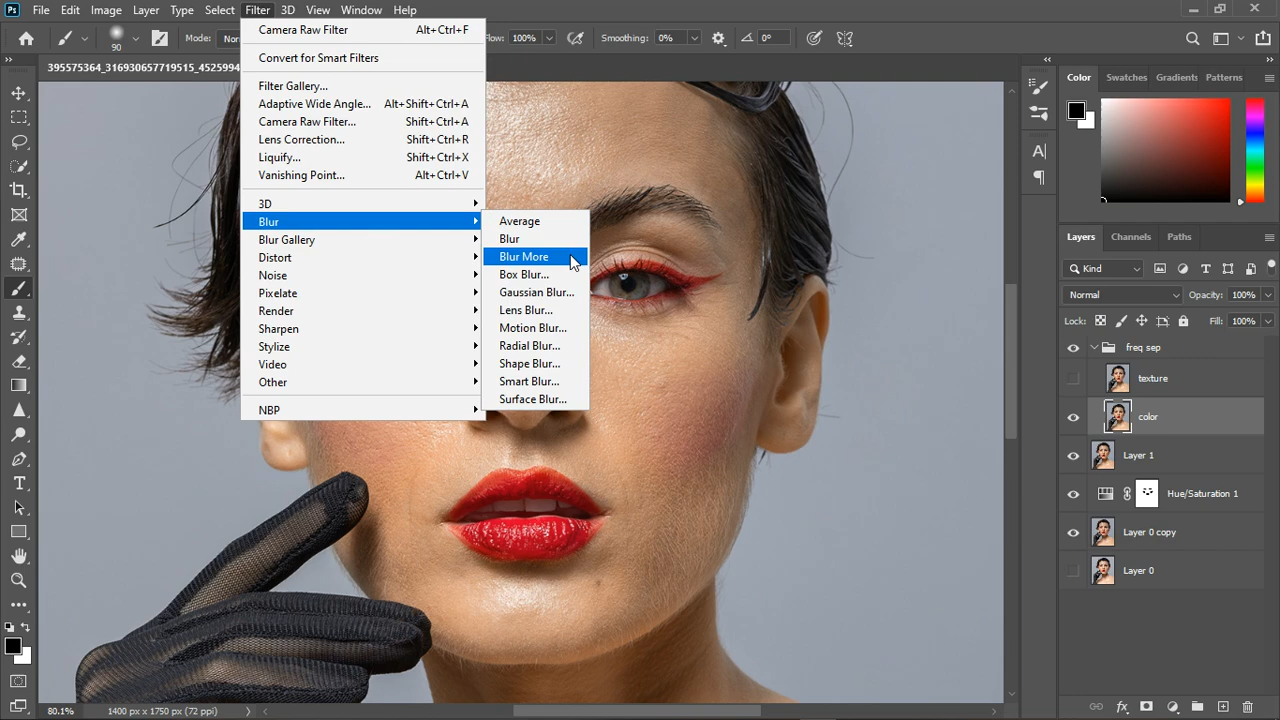 Ps File Edit Image Layer Type Select Filter 3D View Window Help
90 Mode: Nor Flow: 100% Smoothing: 0% 0°
395575364_316930657719515_4525994
Camera Raw Filter Alt+Ctrl+F
Convert for Smart Filters
Filter Gallery...
Adaptive Wide Angle... Alt+Shift+Ctrl+A
Camera Raw Filter... Shift+Ctrl+A
Lens Correction... Shift+Ctrl+R
Liquify... Shift+Ctrl+X
Vanishing Point... Alt+Ctrl+V
3D
Blur
Blur Gallery
Distort
Noise
Pixelate
Render
Sharpen
Stylize
Video
Other
NBP
Average
Blur
Blur More
Box Blur...
Gaussian Blur...
Lens Blur...
Motion Blur...
Radial Blur...
Shape Blur...
Smart Blur...
Surface Blur...
Color Swatches Gradients Patterns
Layers Channels Paths
Kind
Normal Opacity: 100%
Lock: Fill: 100%
freq sep
texture
color
Layer 1
Hue/Saturation 1
Layer 0 copy
Layer 0
80.1% 1400 px x 1750 px (72 ppi)